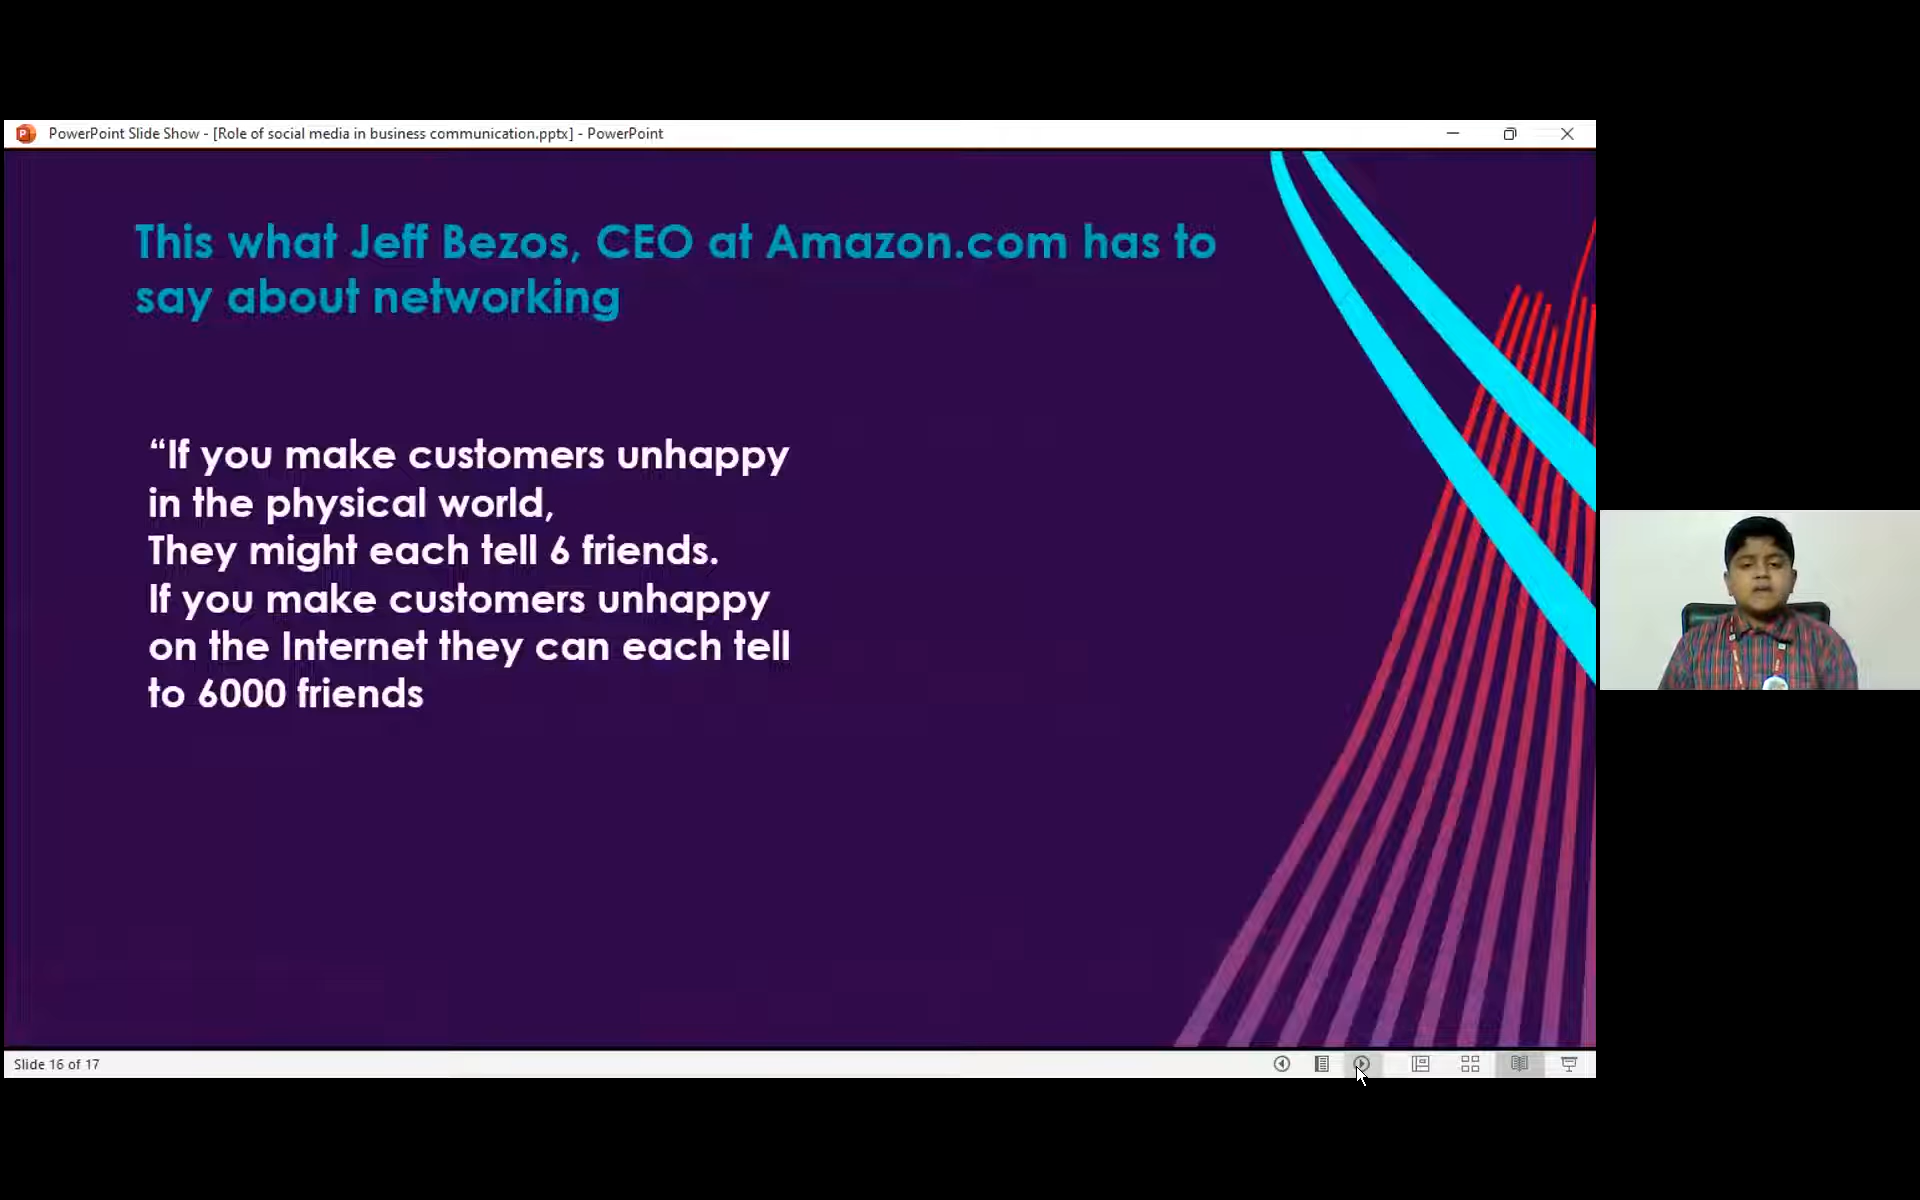 PowerPoint Slide Show - [Role of social media in business communication.pptx] - PowerPoint
This what Jeff Bezos, CEO at Amazon.com has to
say about networking
“If you make customers unhappy
in the physical world,
They might each tell 6 friends.
If you make customers unhappy
on the Internet they can each tell
to 6000 friends
Slide 16 of 17